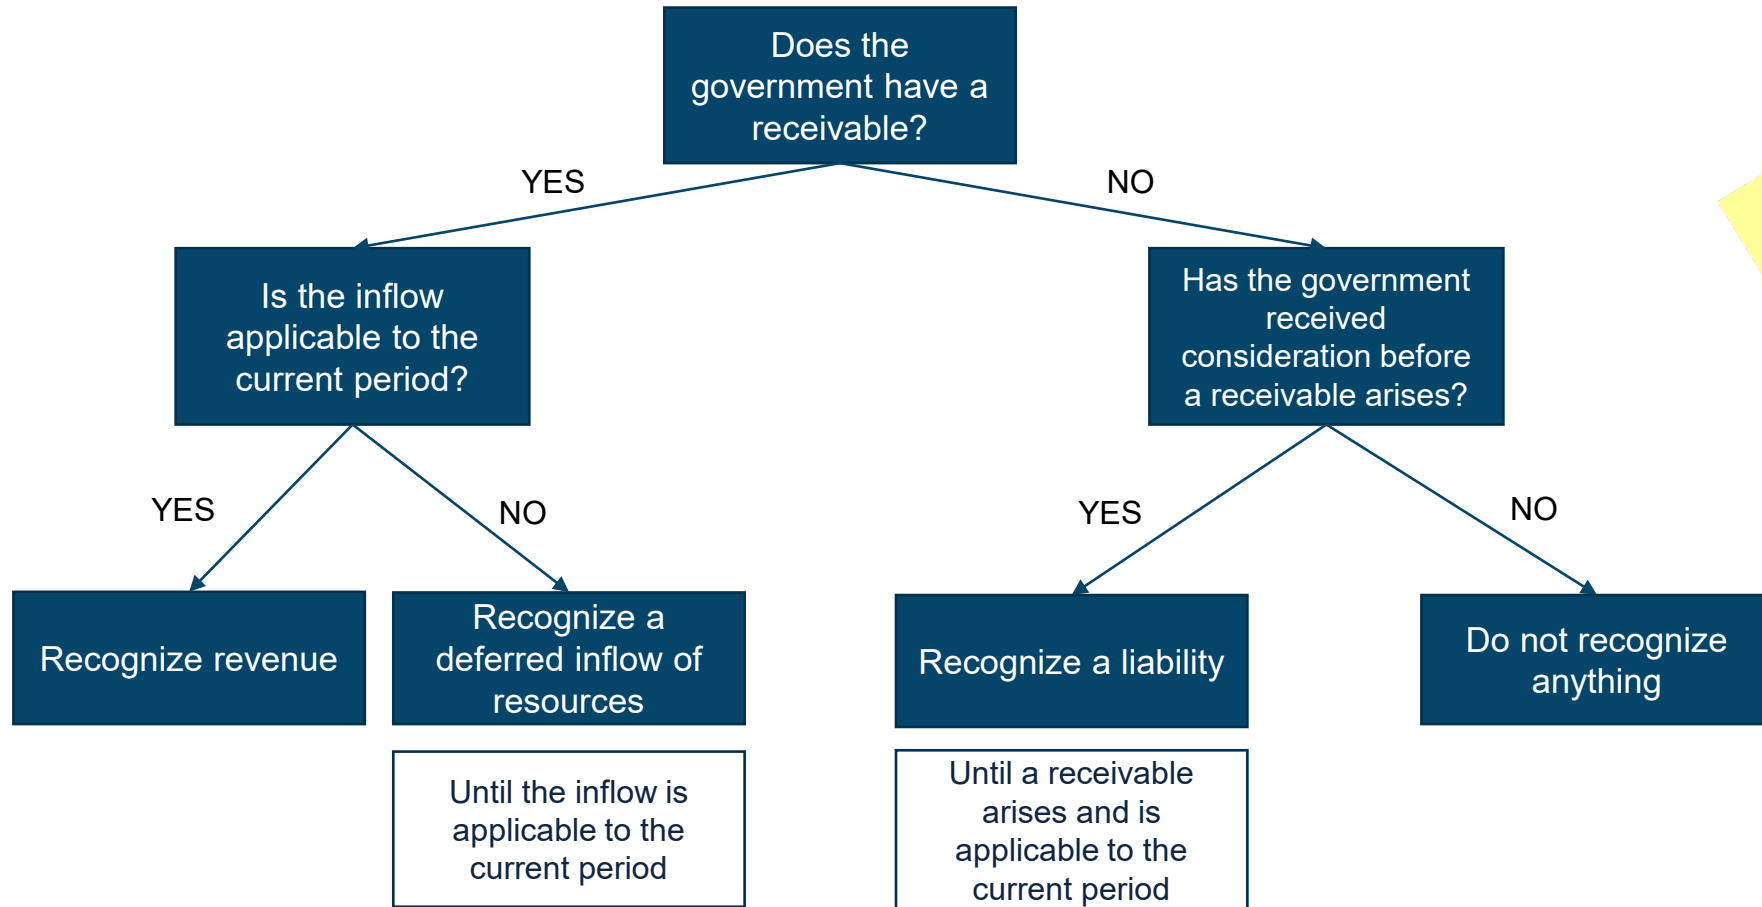 Does the
government have a
receivable?
YES
NO
Is the inflow
applicable to the
current period?
Has the government
received
consideration before
a receivable arises?
YES
NO
YES
NO
Recognize revenue
Recognize a
deferred inflow of
resources
Recognize a liability
Do not recognize
anything
Until the inflow is
applicable to the
current period
Until a receivable
arises and is
applicable to the
current period